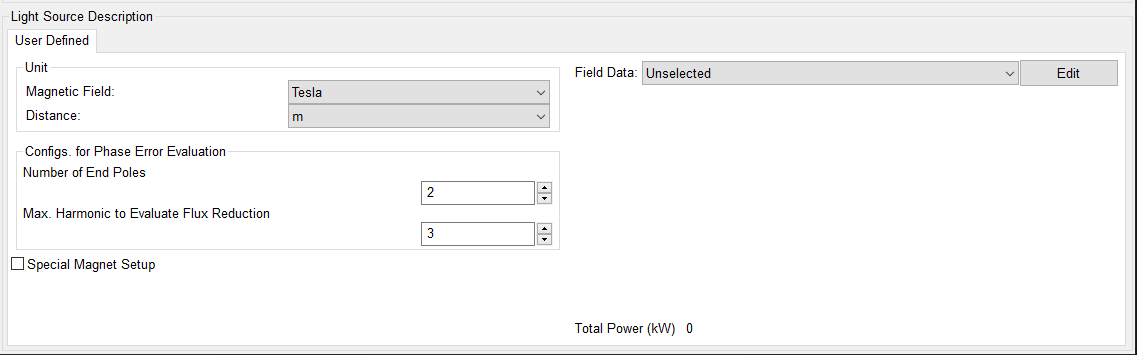 Light Source Description
User Defined
Unit
Magnetic Field: Tesla
Distance: m
Configs. for Phase Error Evaluation
Number of End Poles
2
Max. Harmonic to Evaluate Flux Reduction
3
Special Magnet Setup
Field Data: Unselected Edit
Total Power (kW) 0